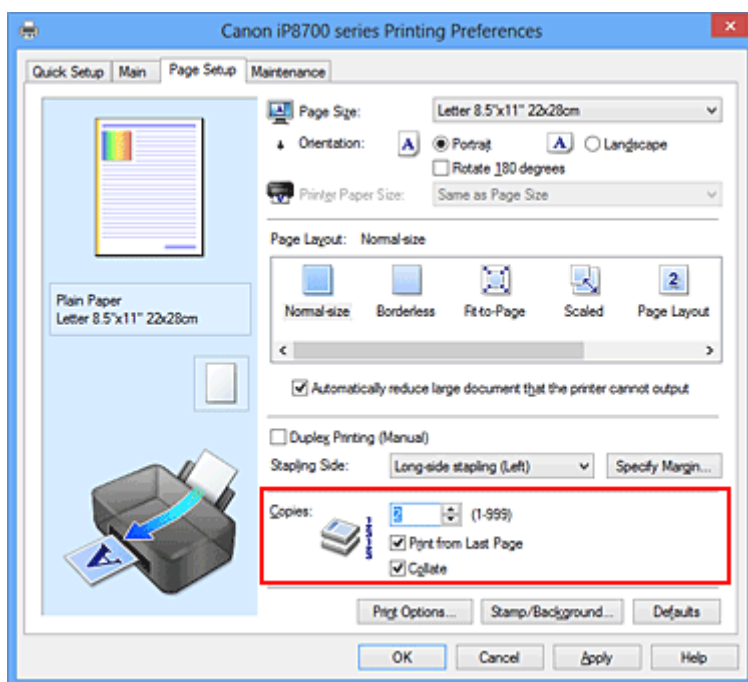 Canon iP8700 series Printing Preferences
Quick Setup Main Page Setup Maintenance
Page Size: Letter 8.5"x11" 22x28cm
Orientation: A Portrait A Landscape
Rotate 180 degrees
Printer Paper Size: Same as Page Size
Page Layout: Normal-size
2
Normal-size Borderless Fit-to-Page Scaled Page Layout
Plain Paper
Letter 8.5"x11" 22x28cm
Automatically reduce large document that the printer cannot output
Duplex Printing (Manual)
Stapling Side: Long-side stapling (Left) Specify Margin...
Copies: 2 (1-999)
Print from Last Page
Collate
A
Print Options... Stamp/Background... Defaults
OK Cancel Apply Help